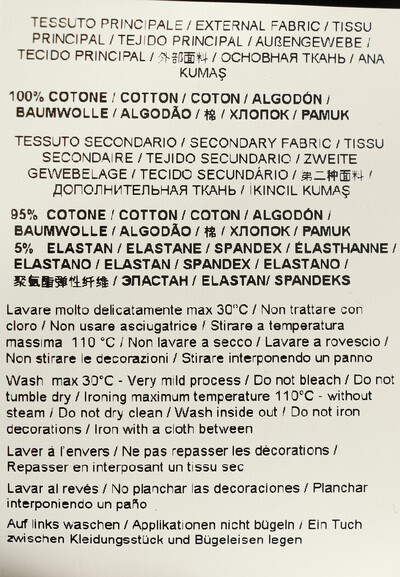 TESSUTO PRINCIPALE / EXTERNAL FABRIC / TISSU
PRINCIPAL / TEJIDO PRINCIPAL / AUßENGEWEBE /
TECIDO PRINCIPAL / 外部面料 / ОСНОВНАЯ ТКАНЬ / ANA
KUMAŞ
100% COTONE / COTTON / COTON / ALGODÓN /
BAUMWOLLE / ALGODÃO / 棉 / ХЛОПОК / PAMUK
TESSUTO SECONDARIO / SECONDARY FABRIC / TISSU
SECONDAIRE / TEJIDO SECUNDARIO / ZWEITE
GEWEBELAGE / TECIDO SECUNDÁRIO / 第二种面料 /
ДОПОЛНИТЕЛЬНАЯ ТКАНЬ / IKINCIL KUMAŞ
95% COTONE / COTTON / COTON / ALGODÓN /
BAUMWOLLE / ALGODÃO / 棉 / ХЛОПОК / PAMUK
5% ELASTAN / ELASTANE / SPANDEX / ÉLASTHANNE /
ELASTANO / ELASTAN / SPANDEX / ELASTANO /
聚氨酯弹性纤维 / ЭПАСТАН / ELASTAN/ SPANDEKS
Lavare molto delicatamente max 30°C / Non trattare con
cloro / Non usare asciugatrice / Stirare a temperatura
massima 110 °C / Non lavare a secco / Lavare a rovescio /
Non stirare le decorazioni / Stirare interponendo un panno
Wash max 30°C - Very mild process / Do not bleach / Do not
tumble dry / Ironing maximum temperature 110°C - without
steam / Do not dry clean / Wash inside out / Do not iron
decorations / Iron with a cloth between
Laver à l'envers / Ne pas repasser les décorations /
Repasser en interposant un tissu sec
Lavar al revés / No planchar las decoraciones / Planchar
interponiendo un paño
Auf links waschen / Applikationen nicht bügeln / Ein Tuch
zwischen Kleidungsstück und Bügeleisen legen